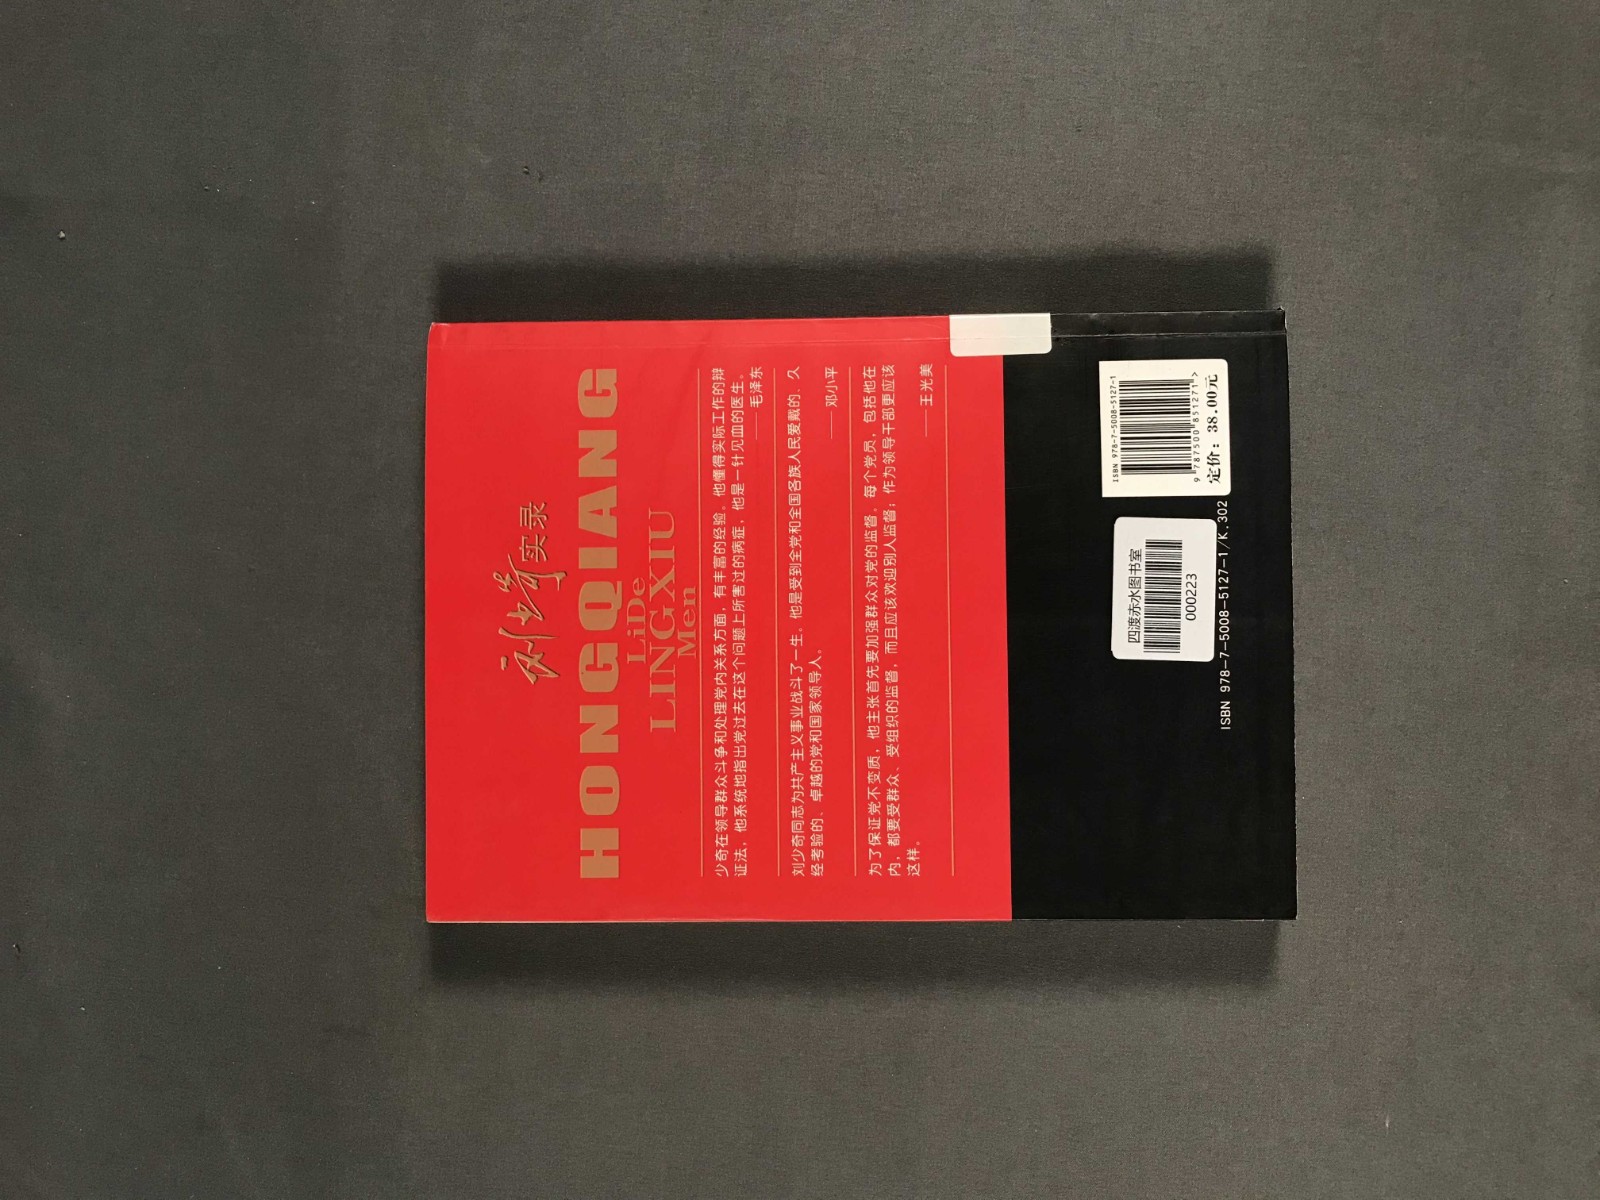 刘少奇实录
HONGQIANG
LiDe
LINGXIU
Men
少奇在领导群众斗争和处理党内关系方面，有丰富的经验。他懂得实际工作的辩
证法，他系统地指出党过去在这个问题上所害过的病症，他是一针见血的医生。
——毛泽东
刘少奇同志为共产主义事业战斗了一生。他是受到全党和全国各族人民爱戴的、久
经考验的、卓越的党和国家领导人。
——邓小平
为了保证党不变质，他主张首先要加强群众对党的监督。每个党员，包括他在
内，都要受群众、受组织的监督，而且应该欢迎别人监督；作为领导干部更应该
这样。
——王光美
ISBN 978-7-5008-5127-1
9 787500 851271 >
定价：38.00元
四渡赤水图书室
000223
ISBN 978-7-5008-5127-1/K.302